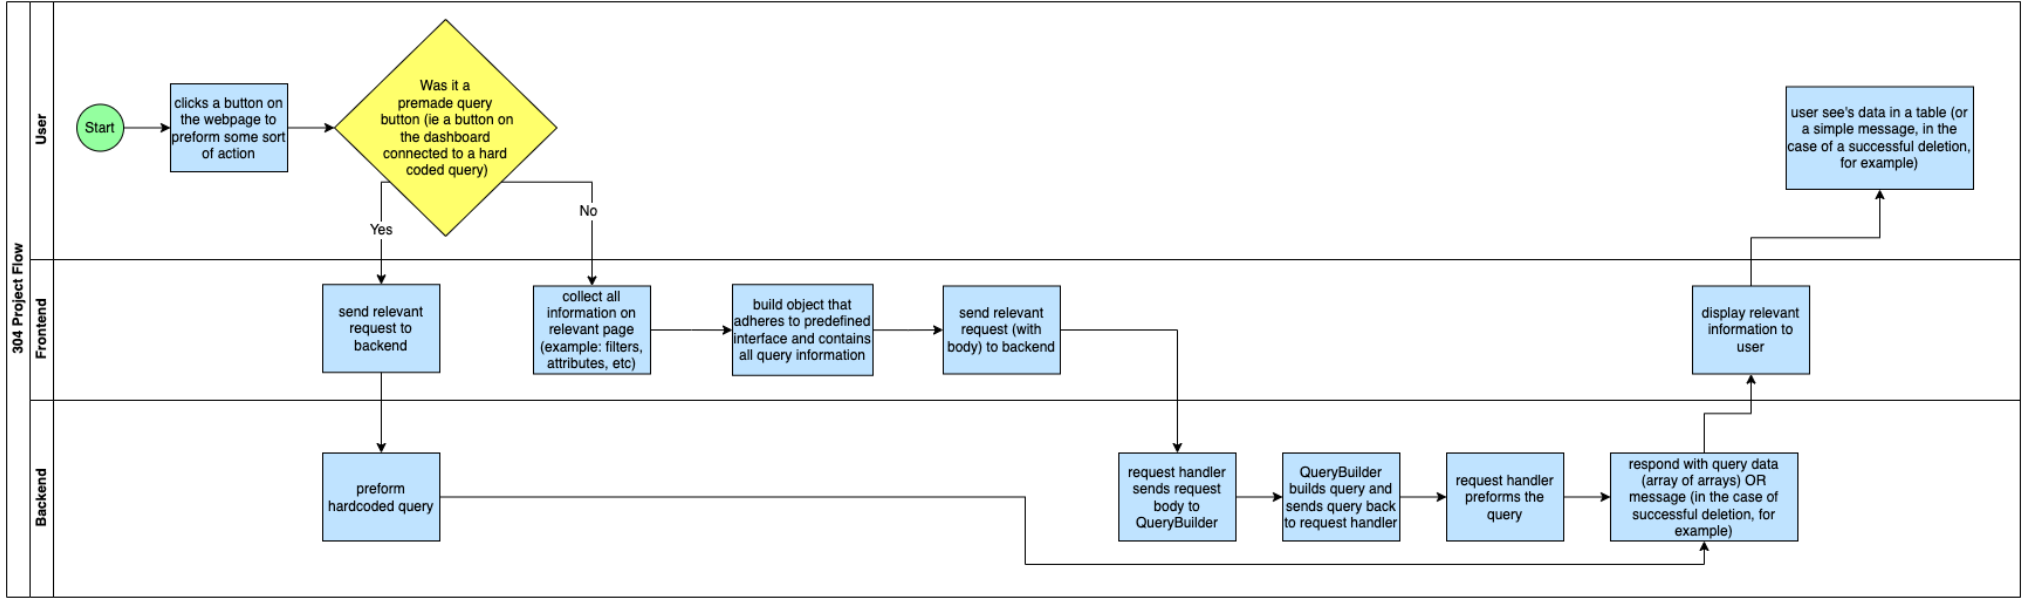 304 Project Flow
User
Start
clicks a button on
the webpage to
preform some sort
of action
Was it a
premade query
button (ie a button on
the dashboard
connected to a hard
coded query)
Yes
No
user see's data in a table (or
a simple message, in the
case of a successful deletion,
for example)
Frontend
send relevant
request to
backend
collect all
information on
relevant page
(example: filters,
attributes, etc)
build object that
adheres to predefined
interface and contains
all query information
send relevant
request (with
body) to backend
display relevant
information to
user
Backend
preform
hardcoded query
request handler
sends request
body to
QueryBuilder
QueryBuilder
builds query and
sends query back
to request handler
request handler
preforms the
query
respond with query data
(array of arrays) OR
message (in the case of
successful deletion, for
example)